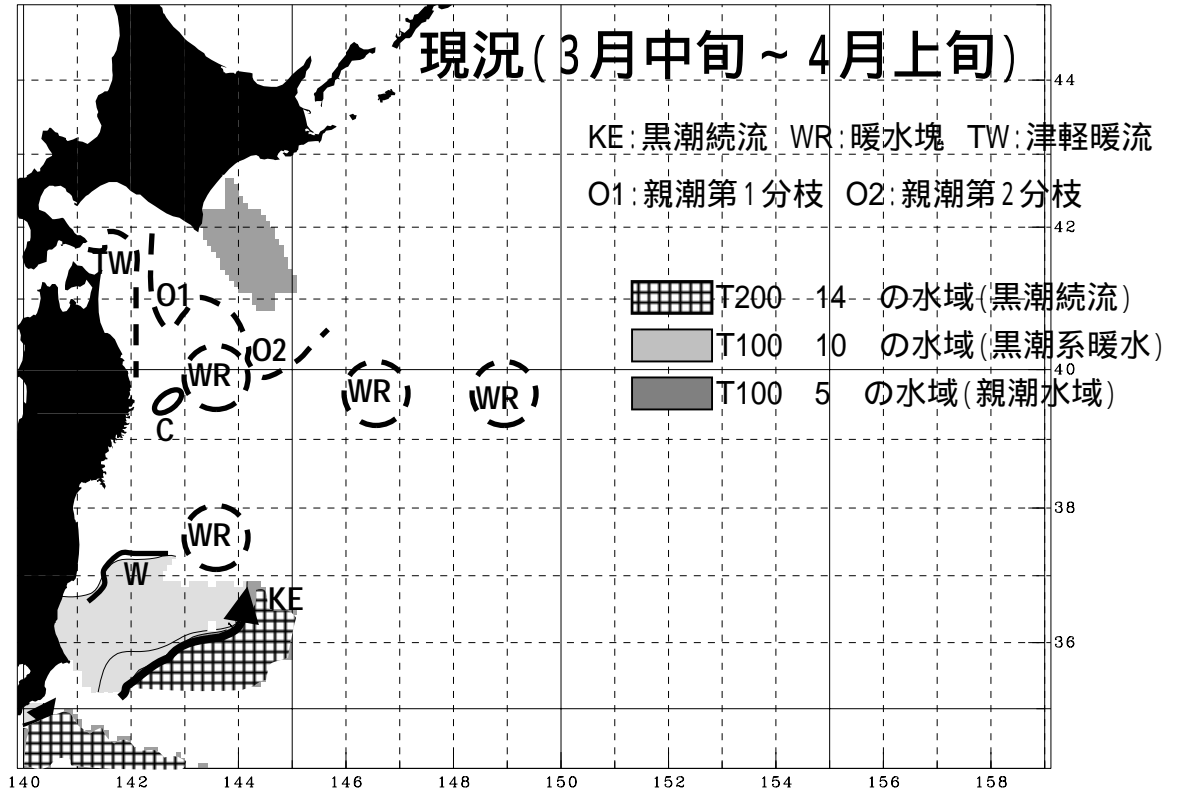 現況(3月中旬~4月上旬)
44
KE:黒潮続流 WR:暖水塊 TW:津軽暖流
O1:親潮第1分枝 O2:親潮第2分枝
42
TW
O1
T200 14 の水域(黒潮続流)
O2
T100 10 の水域(黒潮系暖水)
40
WR
WR
WR
T100 5 の水域(親潮水域)
C
38
WR
W
KE
36
140 142 144 146 148 150 152 154 156 158